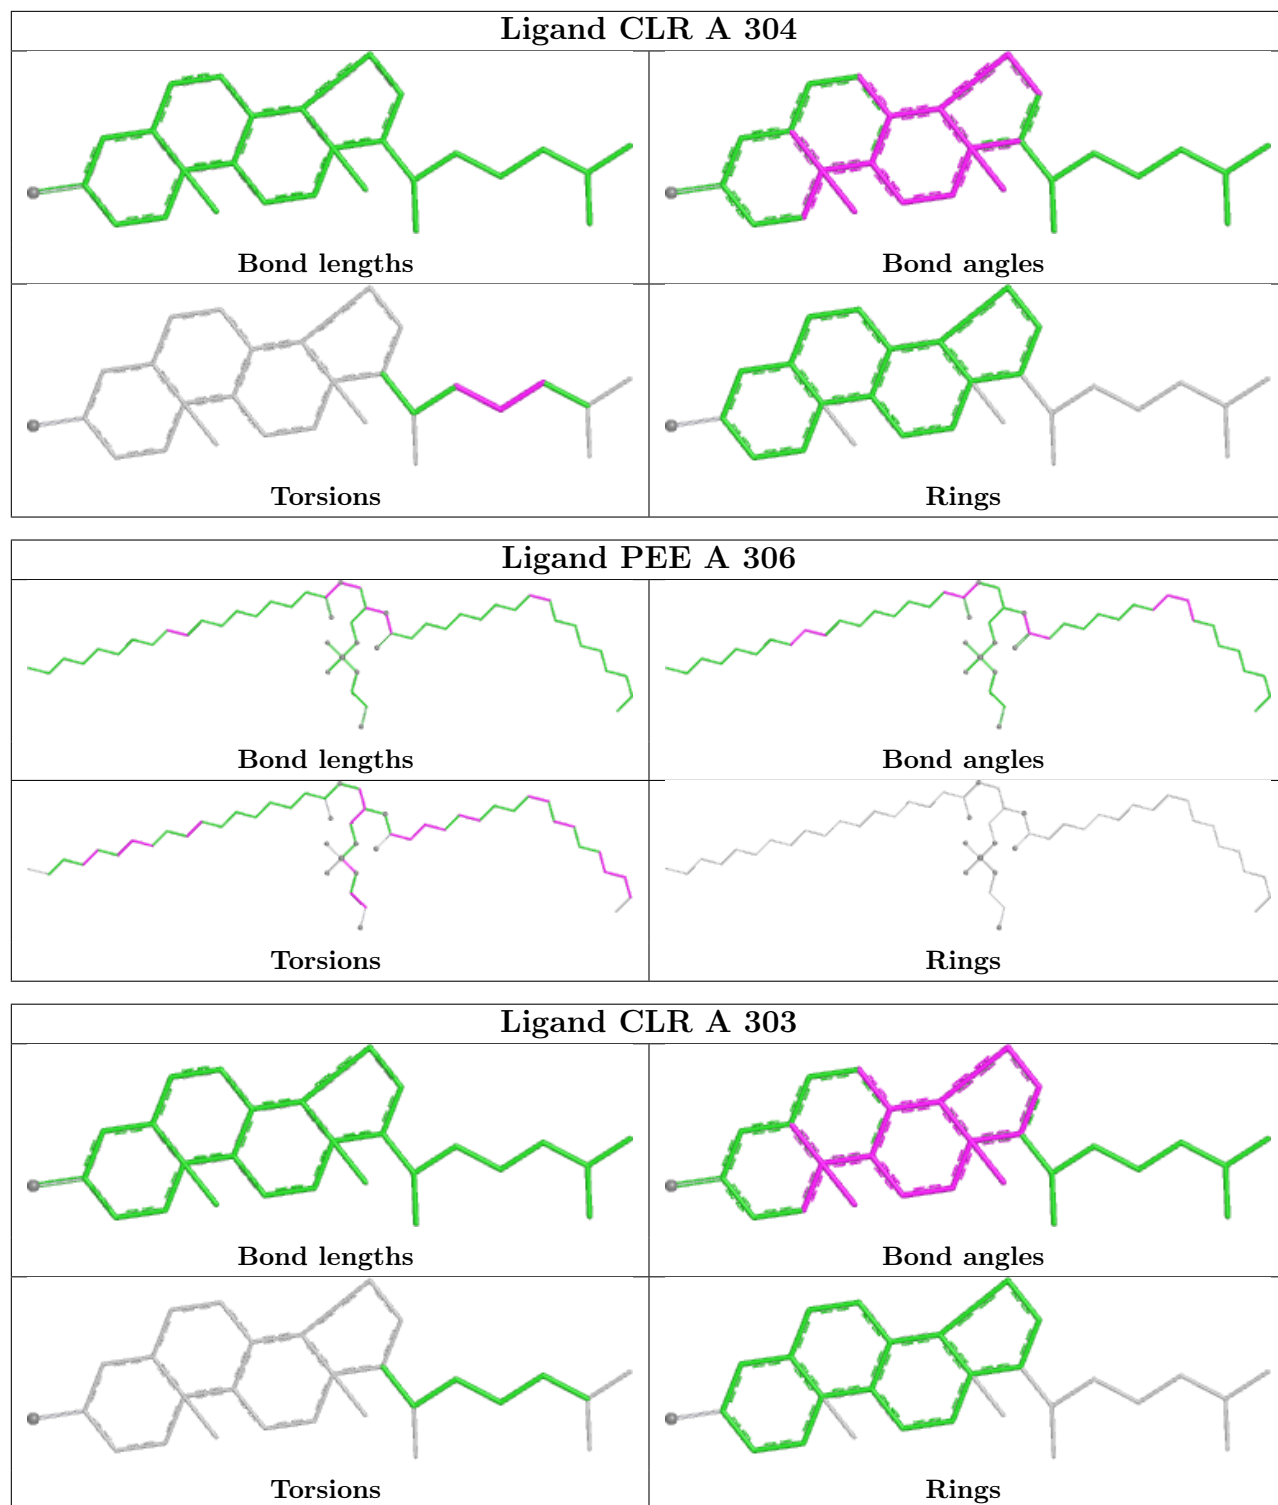 Ligand CLR A 304
Bond lengths
Bond angles
Torsions
Rings
Ligand PEE A 306
Bond lengths
Bond angles
Torsions
Rings
Ligand CLR A 303
Bond lengths
Bond angles
Torsions
Rings